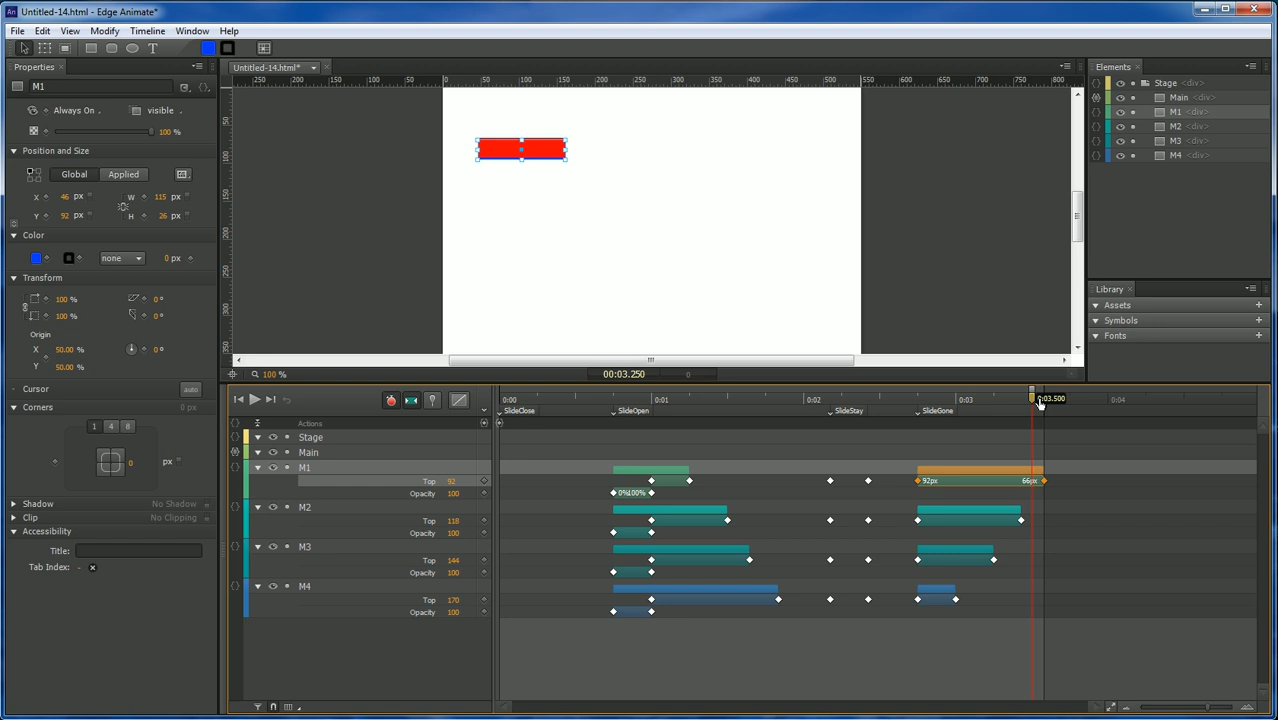 Untitled-14.html - Edge Animate*
File Edit View Modify Timeline Window Help
Properties
Untitled-14.html*
Elements
M1
Always On
visible
100 %
Position and Size
Global Applied
X 46 px W 115 px
Y 92 px H 26 px
Color
none 0 px
Transform
100 % 0 °
100 % 0 °
Origin
X 50.00 %
0 °
Y 50.00 %
Cursor auto
Corners 0 px
1 4 8
0 px
Shadow No Shadow
Clip No Clipping
Accessibility
Title:
Tab Index: -
250 200 150 100 50 0 50 100 150 200 250 300 350 400 450 500 550 600 650 700 750 800
50
100
150
200
250
300
350
Stage <div>
Main <div>
M1 <div>
M2 <div>
M3 <div>
M4 <div>
Library
Assets
Symbols
Fonts
100 % 00:03.250 0
0:00 0:01 0:02 0:03 0:03.500 0:04
SlideClose SlideOpen SlideStay SlideGone
Actions
Stage
Main
M1
Top 92 92px 66px
Opacity 100 0% 100%
M2
Top 118
Opacity 100
M3
Top 144
Opacity 100
M4
Top 170
Opacity 100